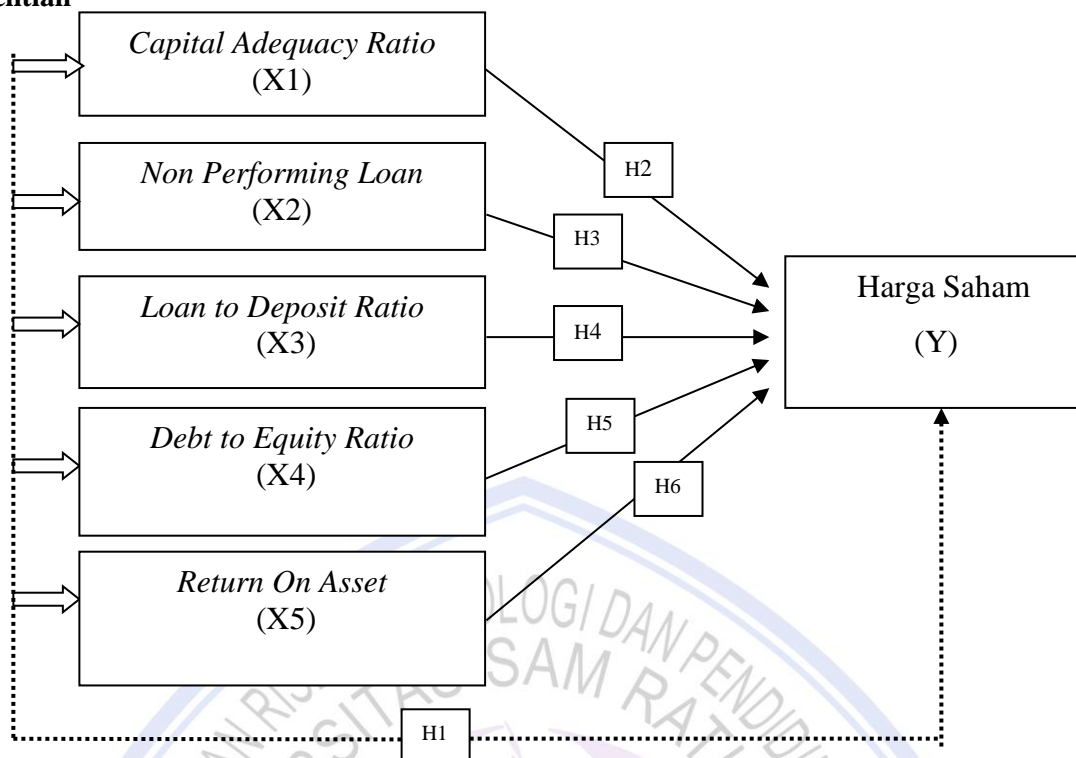 Capital Adequacy Ratio
(X1)
H2
Non Performing Loan
(X2)
H3
Harga Saham
(Y)
Loan to Deposit Ratio
(X3)
H4
Debt to Equity Ratio
(X4)
H5
H6
Return On Asset
(X5)
H1